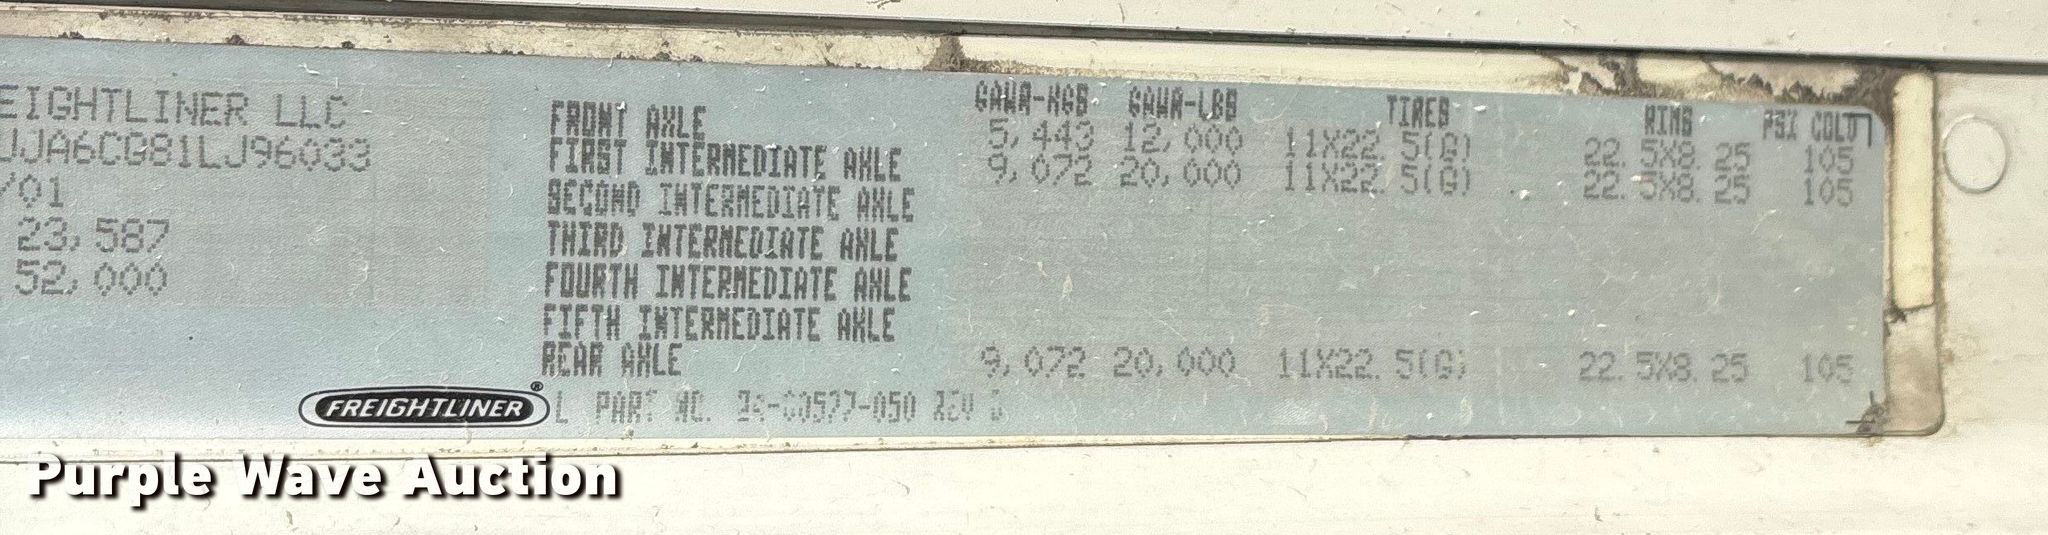 EIGHTLINER LLC
UJA6CG81LJ96033
/01
23,587
52,000
GAWR-KGS GAWR-LBS TIRES RIMS PSI COLD
FRONT AXLE 5,443 12,000 11X22.5(G) 22.5X8.25 105
FIRST INTERMEDIATE AXLE 9,072 20,000 11X22.5(G) 22.5X8.25 105
SECOND INTERMEDIATE AXLE
THIRD INTERMEDIATE AXLE
FOURTH INTERMEDIATE AXLE
FIFTH INTERMEDIATE AXLE
REAR AXLE 9,072 20,000 11X22.5(G) 22.5X8.25 105
FREIGHTLINER®
L PART NO. REV
Purple Wave Auction